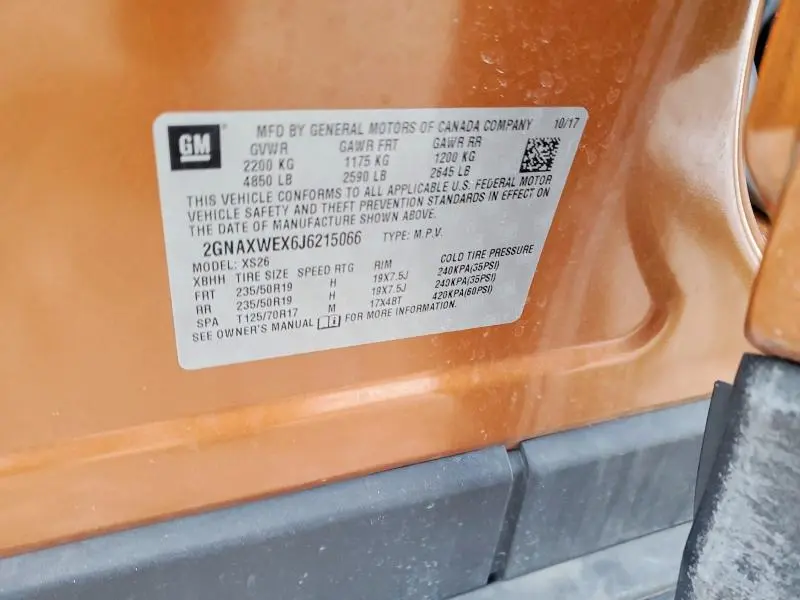 GM MFD BY GENERAL MOTORS OF CANADA COMPANY 10/17
GVWR GAWR FRT GAWR RR
2200 KG 1175 KG 1200 KG
4850 LB 2590 LB 2645 LB
THIS VEHICLE CONFORMS TO ALL APPLICABLE U.S. FEDERAL MOTOR
VEHICLE SAFETY AND THEFT PREVENTION STANDARDS IN EFFECT ON
THE DATE OF MANUFACTURE SHOWN ABOVE.
2GNAXWEX6J6215066 TYPE: M.P.V.
MODEL: XS26
XBHH TIRE SIZE SPEED RTG RIM COLD TIRE PRESSURE
FRT 235/50R19 H 19X7.5J 240KPA(35PSI)
RR 235/50R19 H 19X7.5J 240KPA(35PSI)
SPA T125/70R17 M 17X4BT 420KPA(60PSI)
SEE OWNER'S MANUAL FOR MORE INFORMATION.